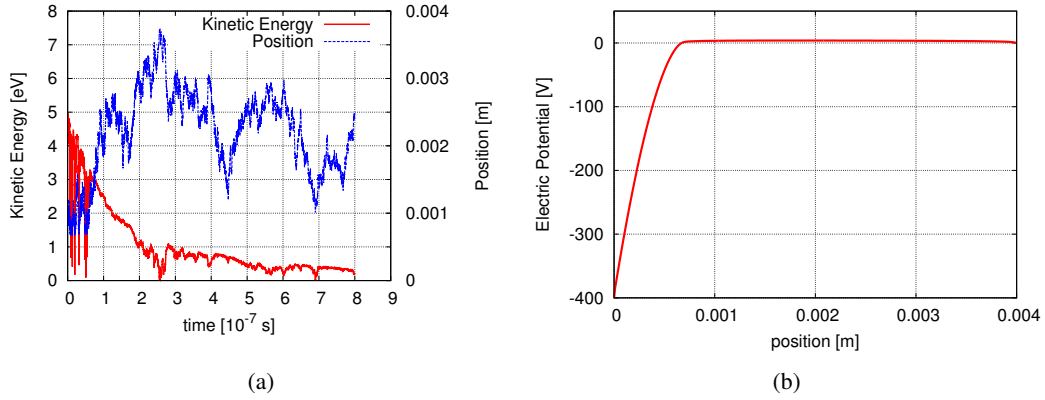 Kinetic Energy
Position
Kinetic Energy [eV]
8
7
6
5
4
3
2
1
0
0 1 2 3 4 5 6 7 8 9
time [10⁻⁷ s]
0.004
0.003
0.002
0.001
0
Position [m]
(a)
Electric Potential [V]
0
-100
-200
-300
-400
0 0.001 0.002 0.003 0.004
position [m]
(b)